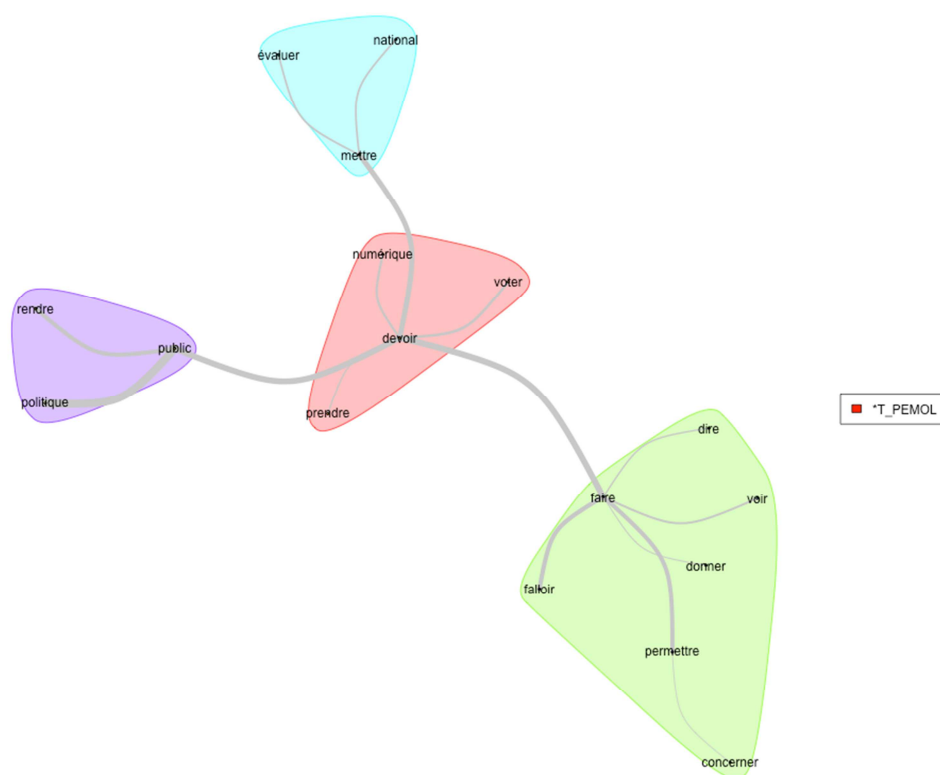 national
évaluer
mettre
numérique
voter
devoir
prendre
rendre
public
politique
dire
faire
voir
donner
falloir
permettre
concerner
*T_PEMOL